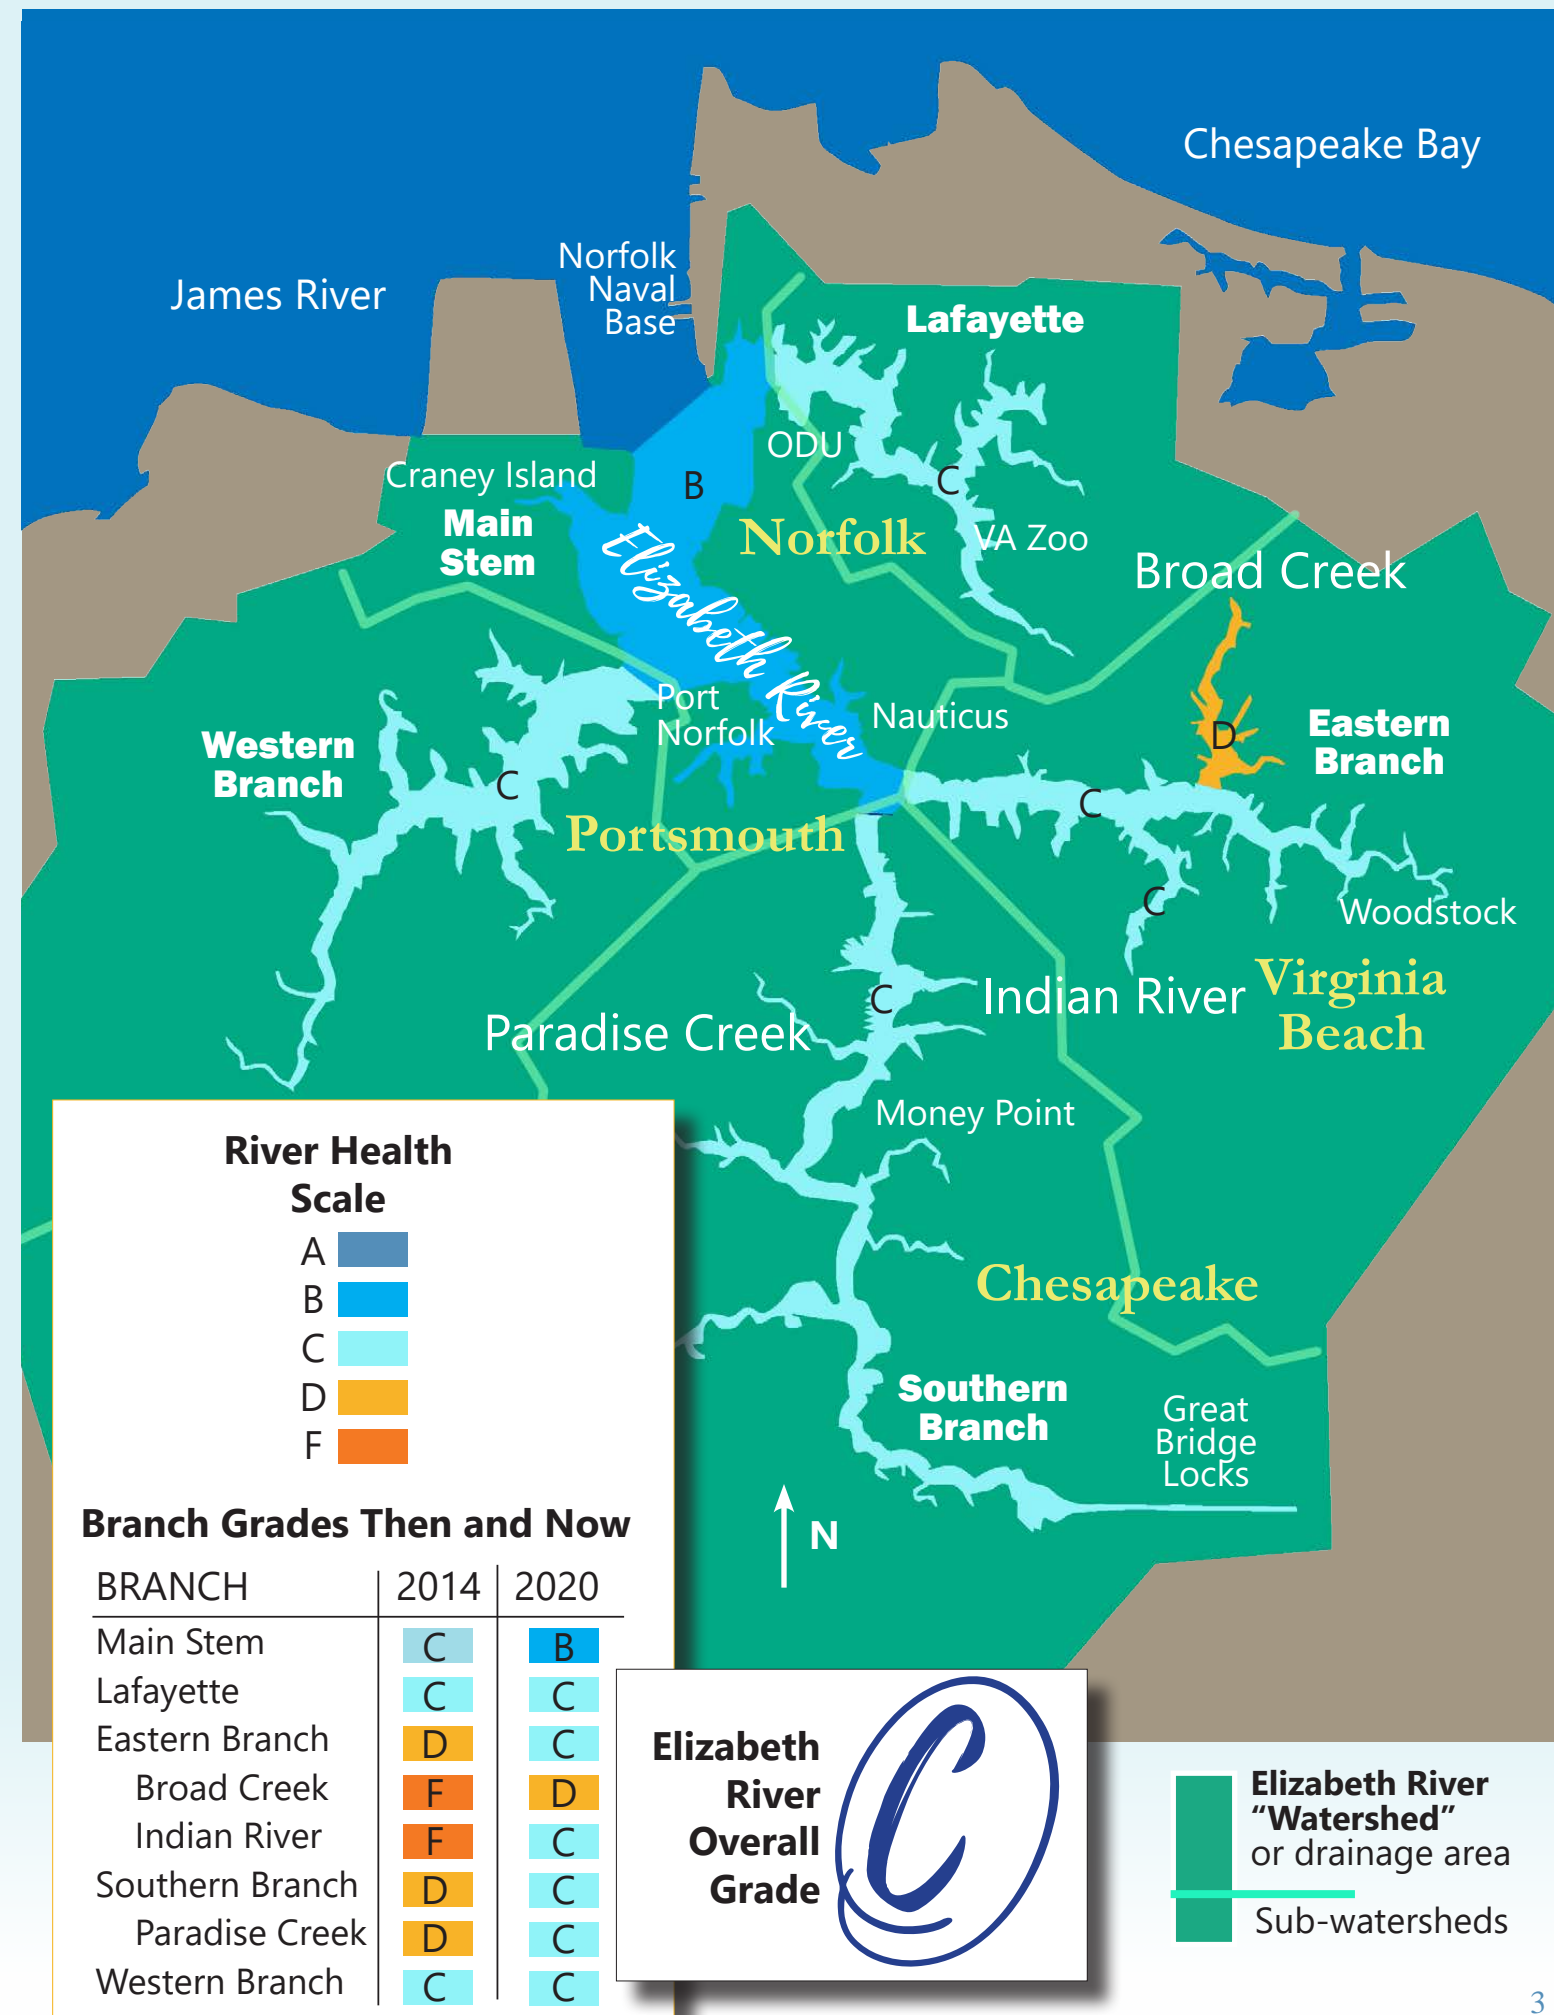 Chesapeake Bay
Norfolk
Naval
Base
James River
Lafayette
ODU
Craney Island
B
C
Main
Stem
Norfolk
VA Zoo
Elizabeth River
Broad Creek
Port
Norfolk
Nauticus
D
Eastern
Branch
Western
Branch
C
C
Portsmouth
C
Woodstock
Virginia
Beach
C
Indian River
Paradise Creek
Money Point
Chesapeake
Southern
Branch
Great
Bridge
Locks
N
River Health
Scale
A
B
C
D
F
Branch Grades Then and Now
BRANCH 2014 2020
Main Stem C B
Lafayette C C
Eastern Branch D C
Broad Creek F D
Indian River F C
Southern Branch D C
Paradise Creek D C
Western Branch C C
Elizabeth
River
Overall
Grade
C
Elizabeth River
“Watershed”
or drainage area
Sub-watersheds
3